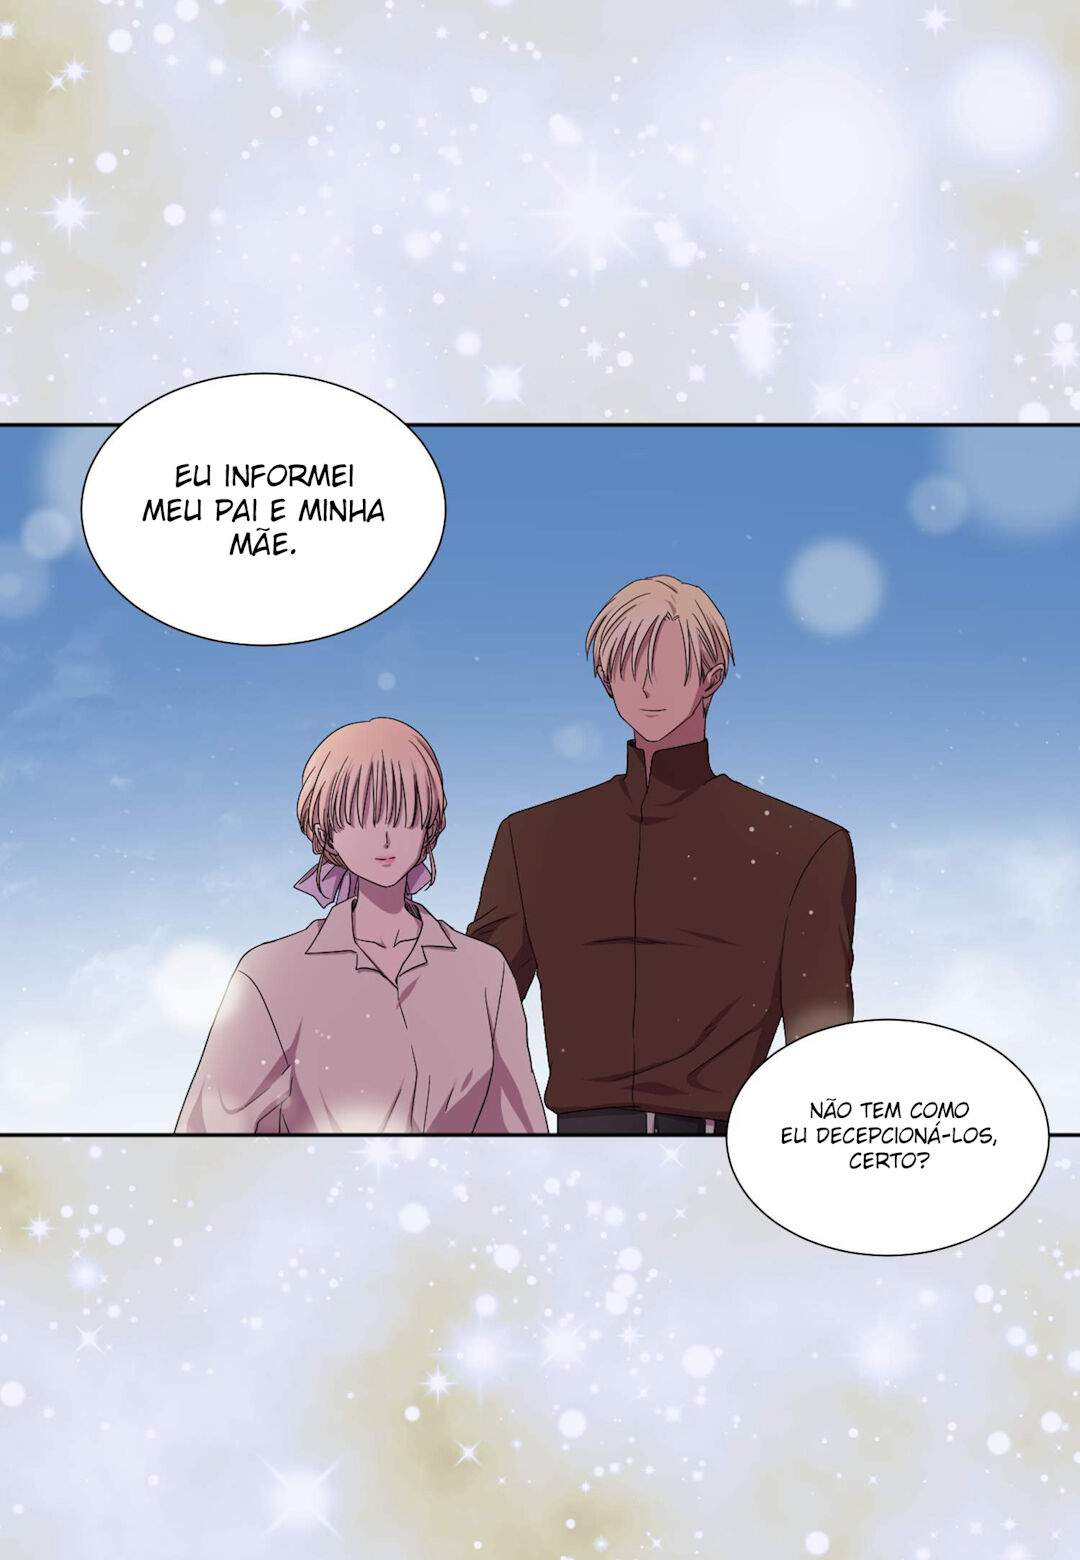 EU INFORMEI
MEU PAI E MINHA
MÃE.
NÃO TEM COMO
EU DECEPCIONÁ-LOS,
CERTO?